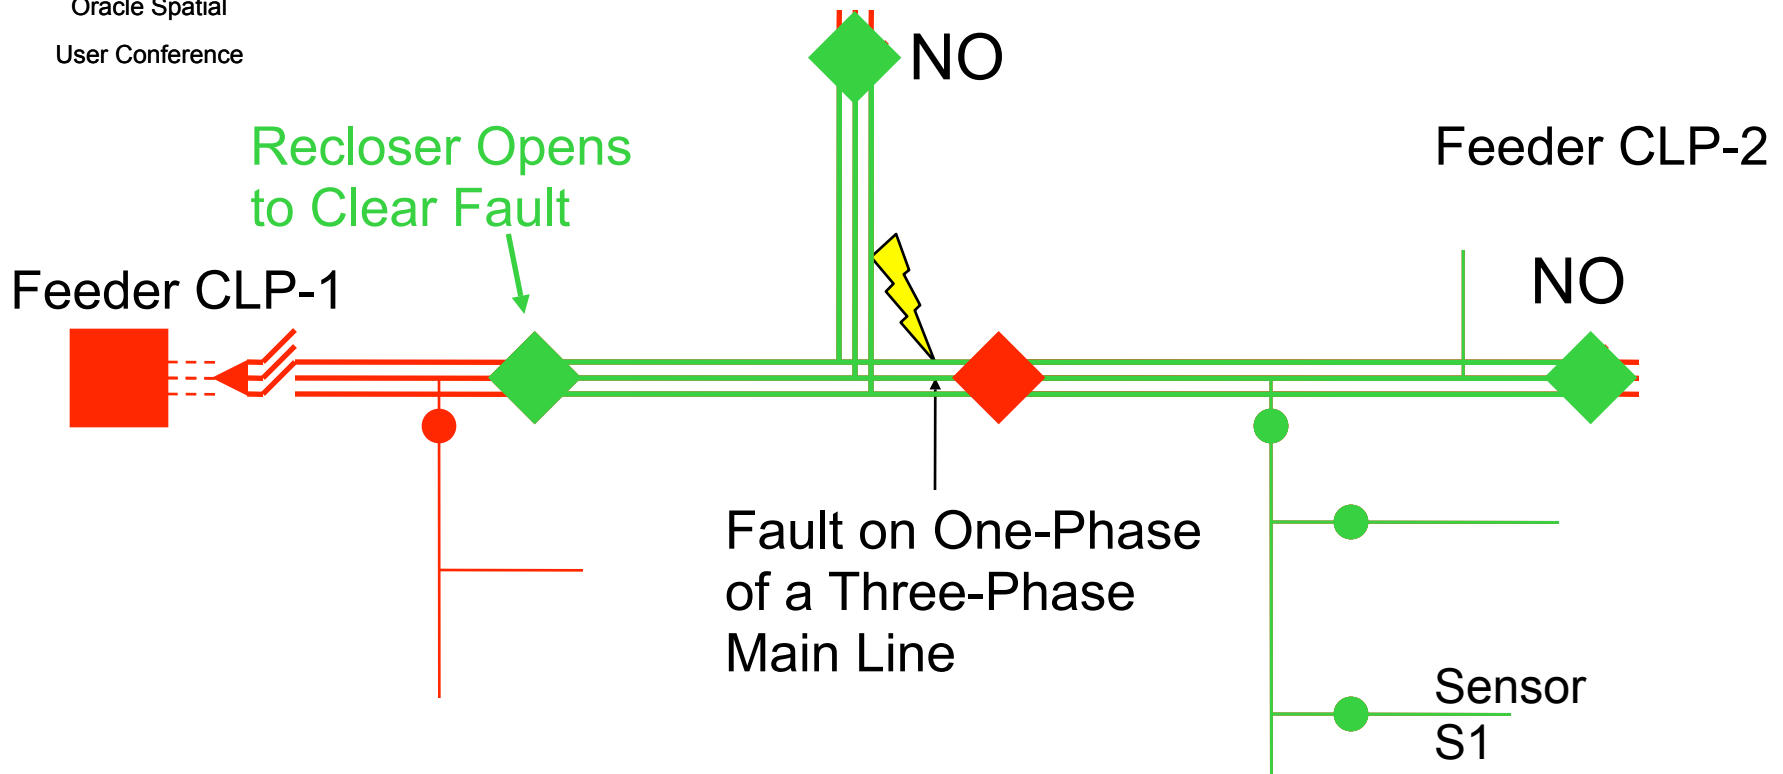 Oracle Spatial
User Conference
NO
Recloser Opens
to Clear Fault
Feeder CLP-2
Feeder CLP-1
NO
Fault on One-Phase
of a Three-Phase
Main Line
Sensor
S1